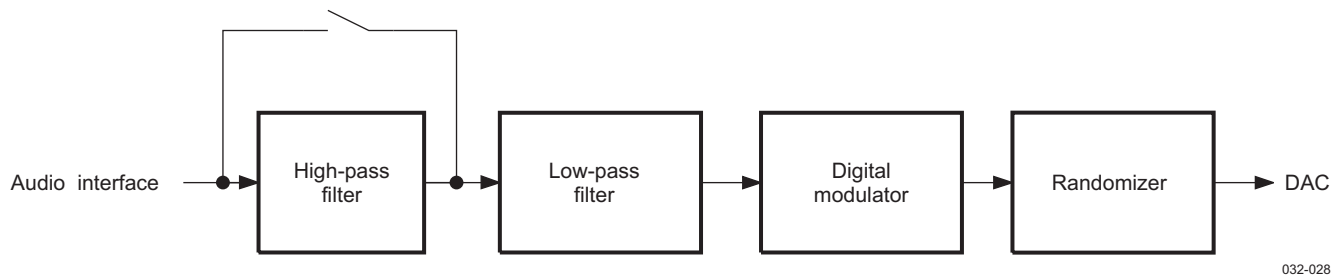 Audio interface
High-pass
filter
Low-pass
filter
Digital
modulator
Randomizer
DAC
032-028